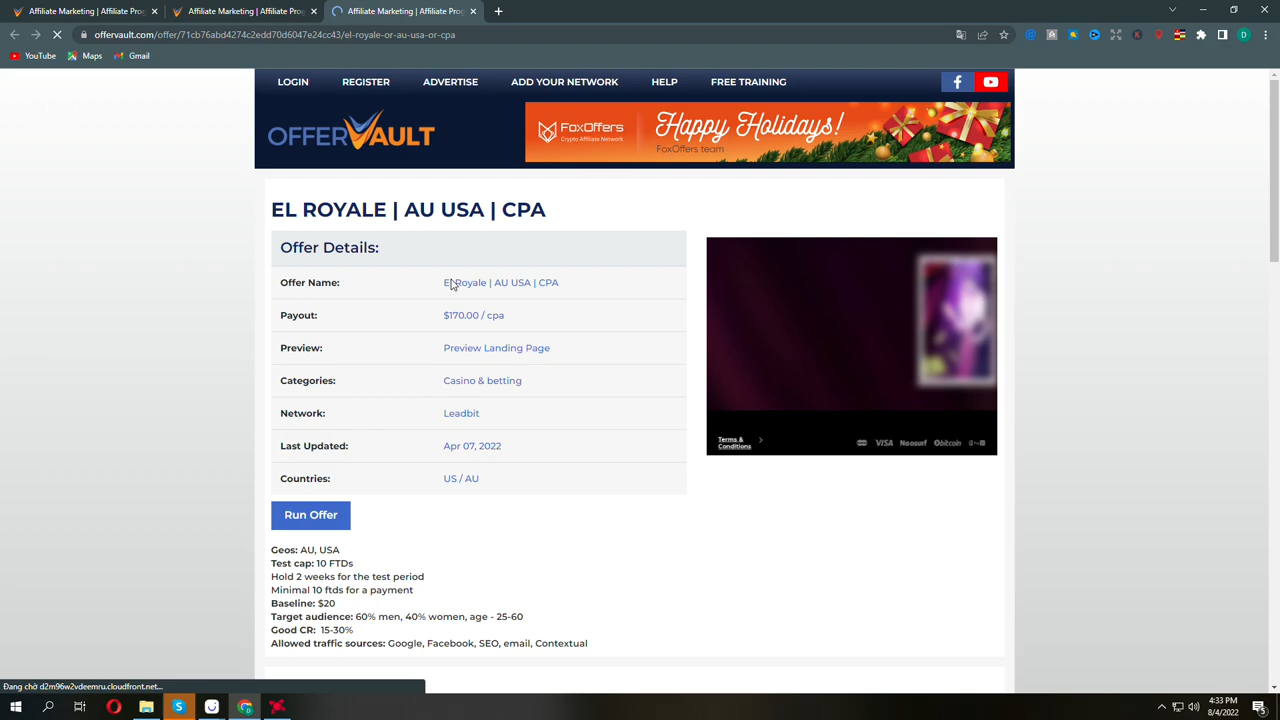 Affiliate Marketing | Affiliate Prog
Affiliate Marketing | Affiliate Prog
Affiliate Marketing | Affiliate Prog
offervault.com/offer/71cb76abd4274c2edd70d6047e24cc43/el-royale-or-au-usa-or-cpa
YouTube
Maps
Gmail
LOGIN
REGISTER
ADVERTISE
ADD YOUR NETWORK
HELP
FREE TRAINING
OFFERVAULT
FoxOffers
Crypto Affiliate Network
Happy Holidays!
FoxOffers team
EL ROYALE | AU USA | CPA
Offer Details:
Offer Name: El Royale | AU USA | CPA
Payout: $170.00 / cpa
Preview: Preview Landing Page
Categories: Casino & betting
Network: Leadbit
Last Updated: Apr 07, 2022
Countries: US / AU
Terms & Conditions
VISA
Neosurf
bitcoin
Run Offer
Geos: AU, USA
Test cap: 10 FTDs
Hold 2 weeks for the test period
Minimal 10 ftds for a payment
Baseline: $20
Target audience: 60% men, 40% women, age - 25-60
Good CR: 15-30%
Allowed traffic sources: Google, Facebook, SEO, email, Contextual
Đang chờ d2m96w2vdeemru.cloudfront.net...
4:33 PM
8/4/2022